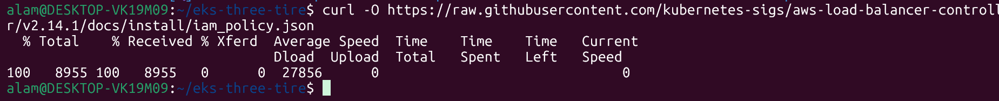 alam@DESKTOP-VK19M09:~/eks-three-tire$ curl -O https://raw.githubusercontent.com/kubernetes-sigs/aws-load-balancer-controll
r/v2.14.1/docs/install/iam_policy.json
  % Total    % Received % Xferd  Average Speed  Time    Time    Time   Current
                                 Dload  Upload  Total   Spent   Left   Speed
100   8955 100   8955   0      0  27856      0                              0
alam@DESKTOP-VK19M09:~/eks-three-tire$